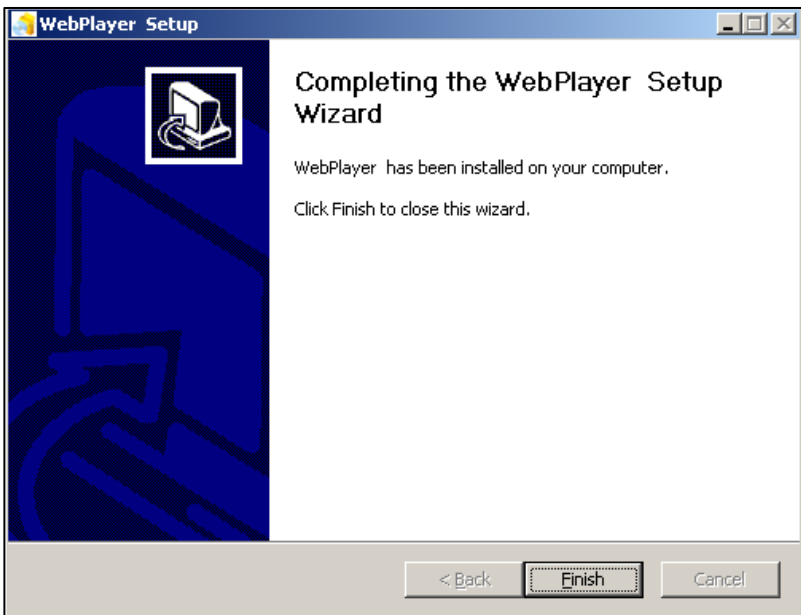 WebPlayer  Setup
Completing the WebPlayer  Setup
Wizard
WebPlayer  has been installed on your computer.
Click Finish to close this wizard.
< Back
Finish
Cancel